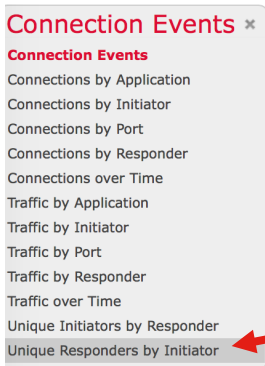 Connection Events ×
Connection Events
Connections by Application
Connections by Initiator
Connections by Port
Connections by Responder
Connections over Time
Traffic by Application
Traffic by Initiator
Traffic by Port
Traffic by Responder
Traffic over Time
Unique Initiators by Responder
Unique Responders by Initiator